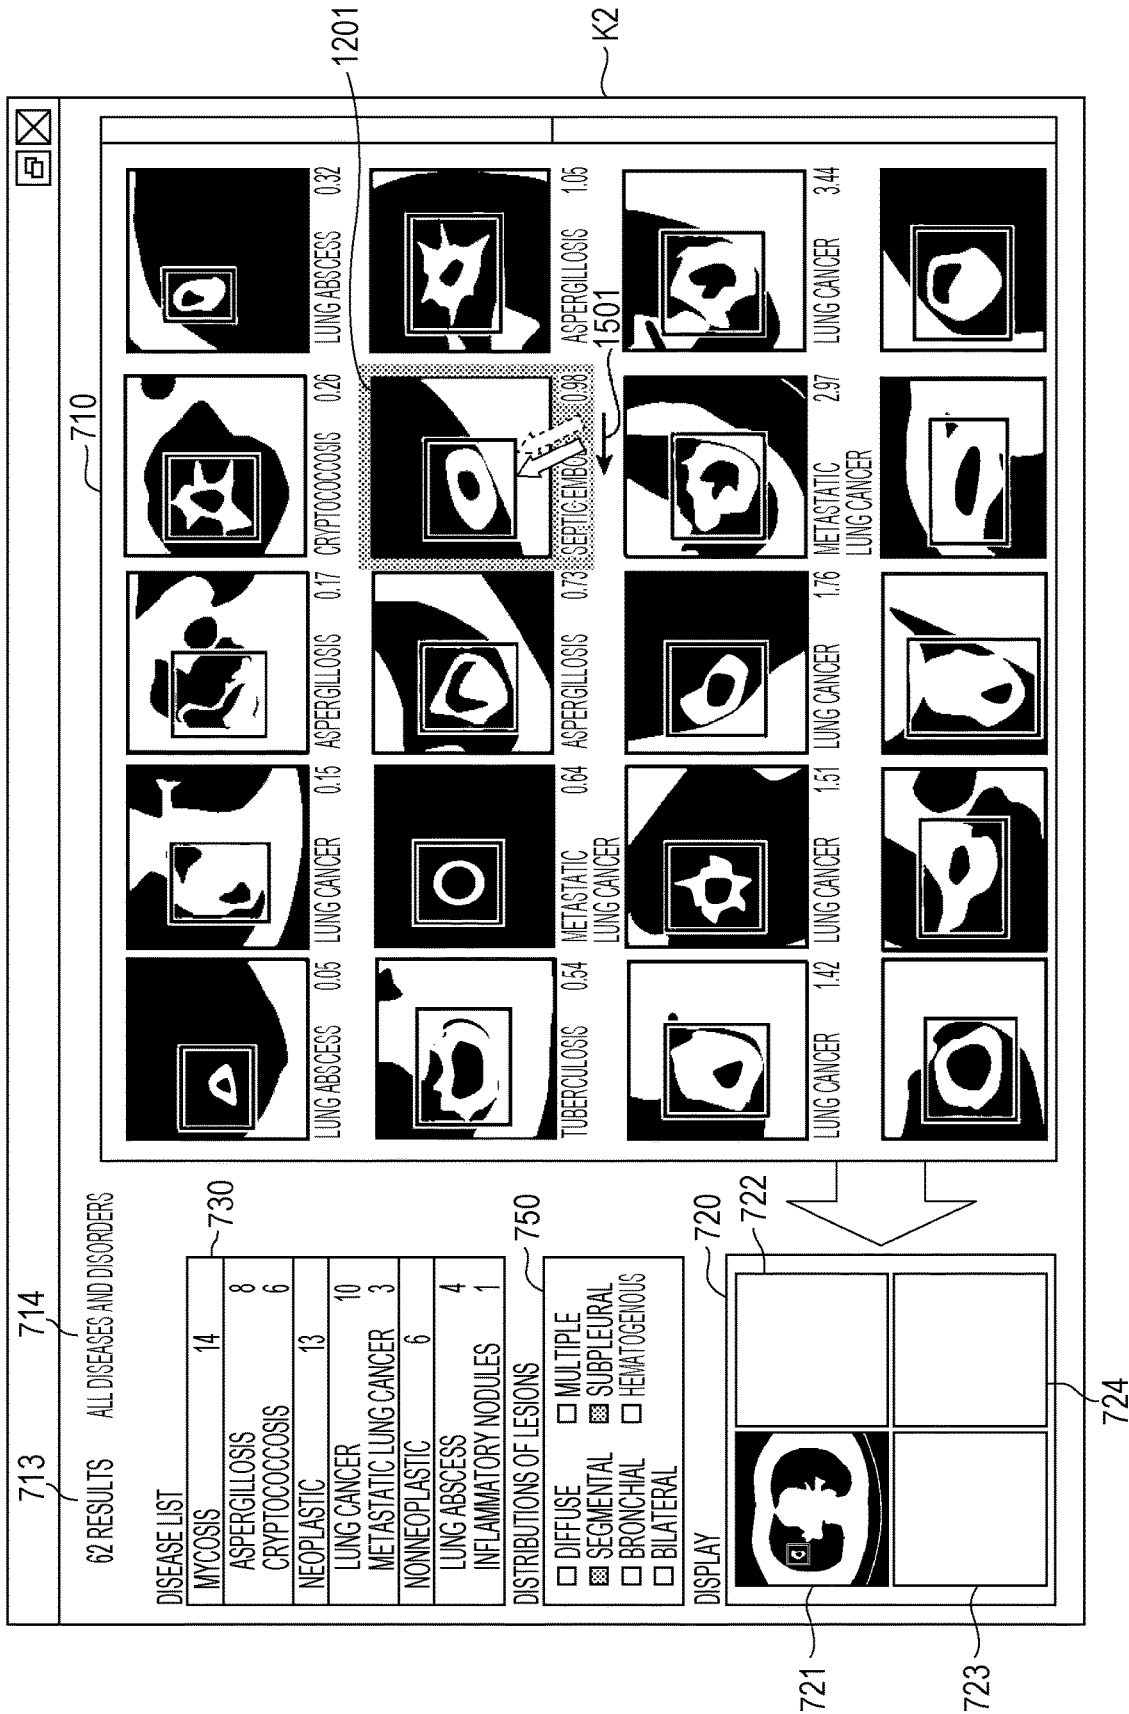 713
714
62 RESULTS
ALL DISEASES AND DISORDERS
710
1201
K2
DISEASE LIST
730
MYCOSIS 14
ASPERGILLOSIS 8
CRYPTOCOCCOSIS 6
NEOPLASTIC 13
LUNG CANCER 10
METASTATIC LUNG CANCER 3
NONNEOPLASTIC 6
LUNG ABSCESS 4
INFLAMMATORY NODULES 1
DISTRIBUTIONS OF LESIONS
750
DIFFUSE
MULTIPLE
SEGMENTAL
SUBPLEURAL
BRONCHIAL
HEMATOGENOUS
BILATERAL
DISPLAY
720
722
721
723
724
LUNG ABSCESS 0.05
LUNG CANCER 0.15
ASPERGILLOSIS 0.17
CRYPTOCOCCOSIS 0.26
LUNG ABSCESS 0.32
TUBERCULOSIS 0.54
METASTATIC
LUNG CANCER 0.64
ASPERGILLOSIS 0.73
SEPTIC 0.98
ASPERGILLOSIS 1.05
1501
LUNG CANCER 1.42
LUNG CANCER 1.51
LUNG CANCER 1.76
METASTATIC
LUNG CANCER 2.97
LUNG CANCER 3.44